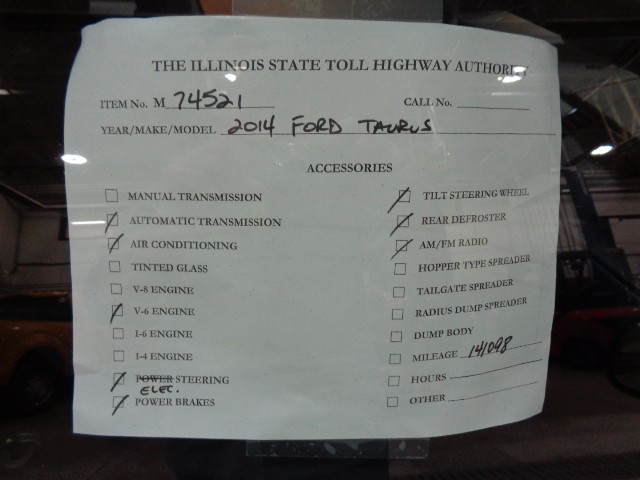 THE ILLINOIS STATE TOLL HIGHWAY AUTHORITY
ITEM No. M 74521 CALL No.
YEAR/MAKE/MODEL 2014 FORD TAURUS
ACCESSORIES
MANUAL TRANSMISSION
AUTOMATIC TRANSMISSION
AIR CONDITIONING
TINTED GLASS
V-8 ENGINE
V-6 ENGINE
I-6 ENGINE
I-4 ENGINE
POWER STEERING
ELEC.
POWER BRAKES
TILT STEERING WHEEL
REAR DEFROSTER
AM/FM RADIO
HOPPER TYPE SPREADER
TAILGATE SPREADER
RADIUS DUMP SPREADER
DUMP BODY
MILEAGE 141098
HOURS
OTHER